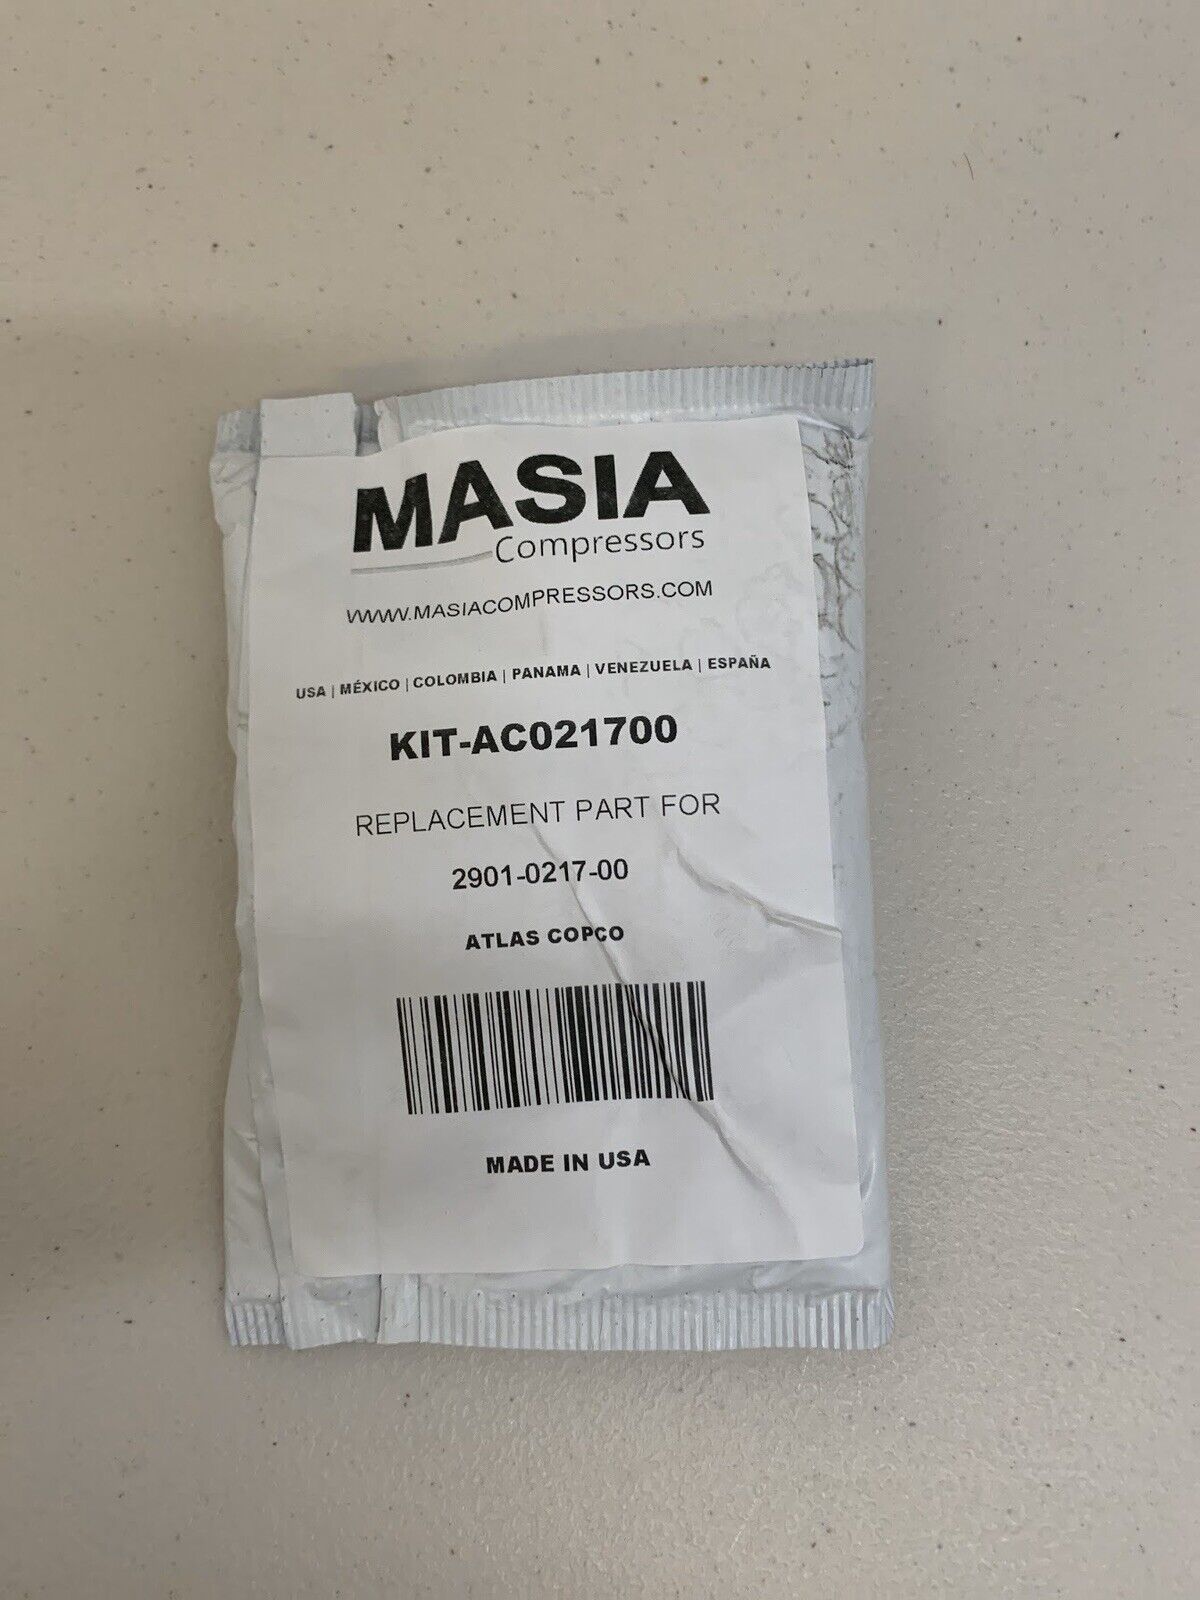 MASIA
Compressors
WWW.MASIACOMPRESSORS.COM
USA | MÉXICO | COLOMBIA | PANAMA | VENEZUELA | ESPAÑA
KIT-AC021700
REPLACEMENT PART FOR
2901-0217-00
ATLAS COPCO
MADE IN USA